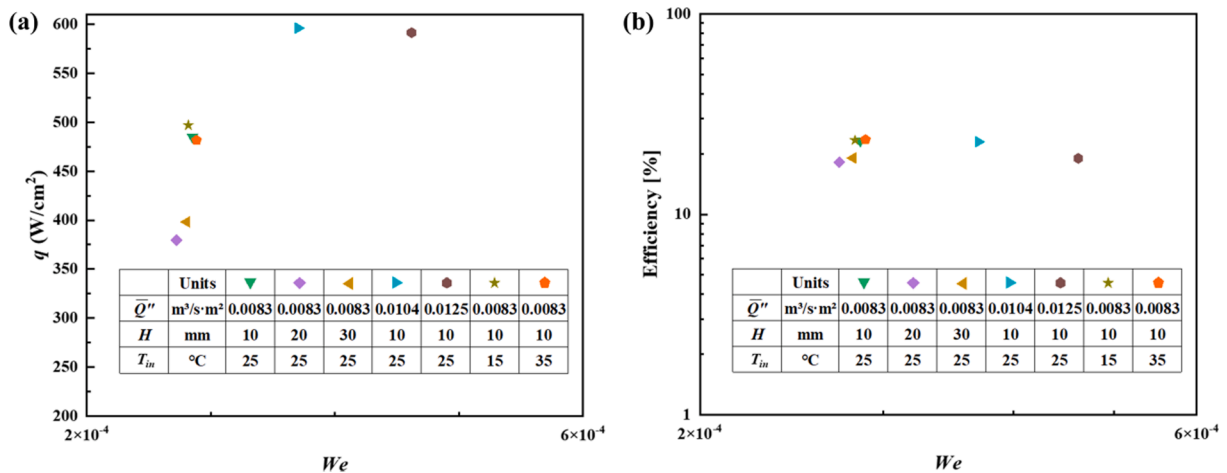 (a)
600
550
500
450
400
350
300
250
200
q (W/cm²)
Units
Q̅″ m³/s·m² 0.0083 0.0083 0.0083 0.0104 0.0125 0.0083 0.0083
H mm 10 20 30 10 10 10 10
T_in °C 25 25 25 25 25 15 35
2×10⁻⁴ 6×10⁻⁴
We
(b)
100
10
1
Efficiency [%]
Units
Q̅″ m³/s·m² 0.0083 0.0083 0.0083 0.0104 0.0125 0.0083 0.0083
H mm 10 20 30 10 10 10 10
T_in °C 25 25 25 25 25 15 35
2×10⁻⁴ 6×10⁻⁴
We